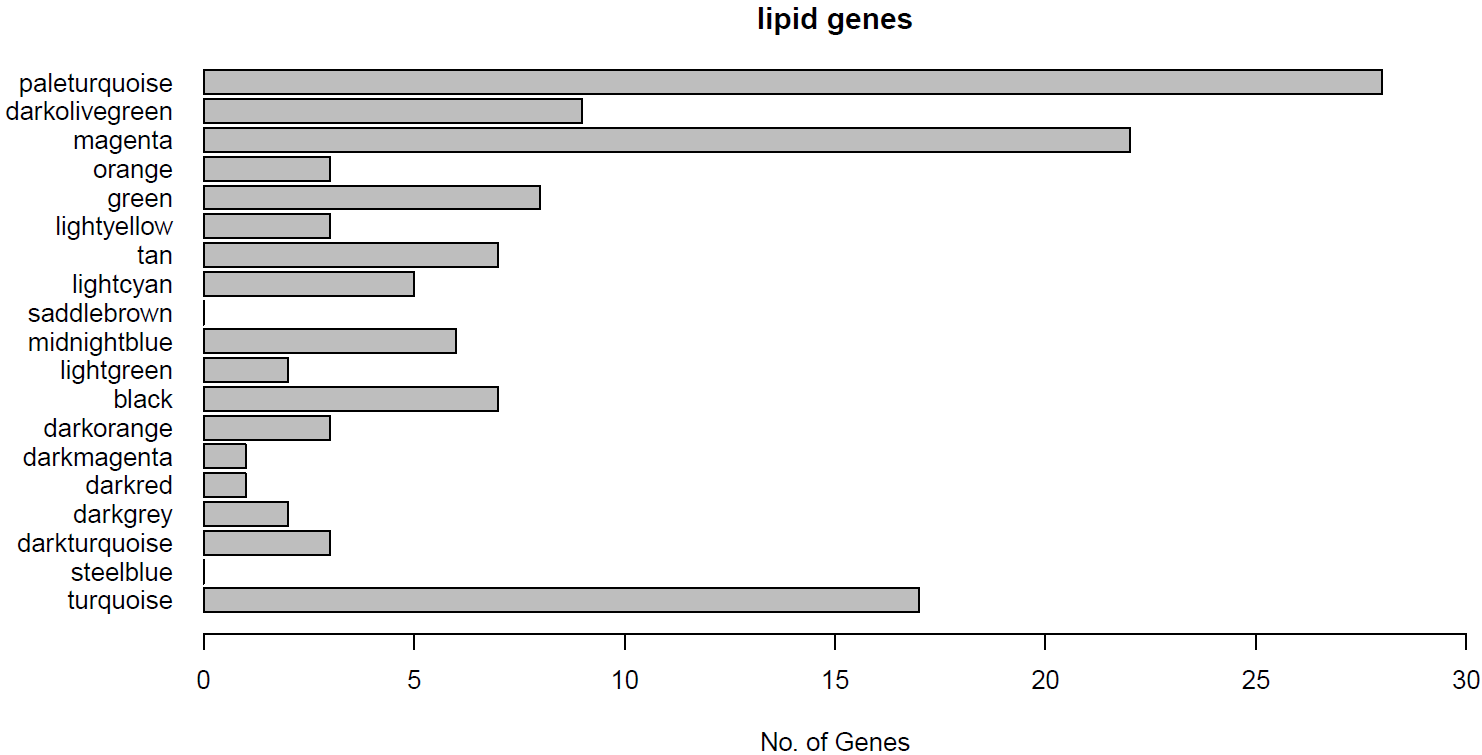 lipid genes
paleturquoise
darkolivegreen
magenta
orange
green
lightyellow
tan
lightcyan
saddlebrown
midnightblue
lightgreen
black
darkorange
darkmagenta
darkred
darkgrey
darkturquoise
steelblue
turquoise
0 5 10 15 20 25 30
No. of Genes